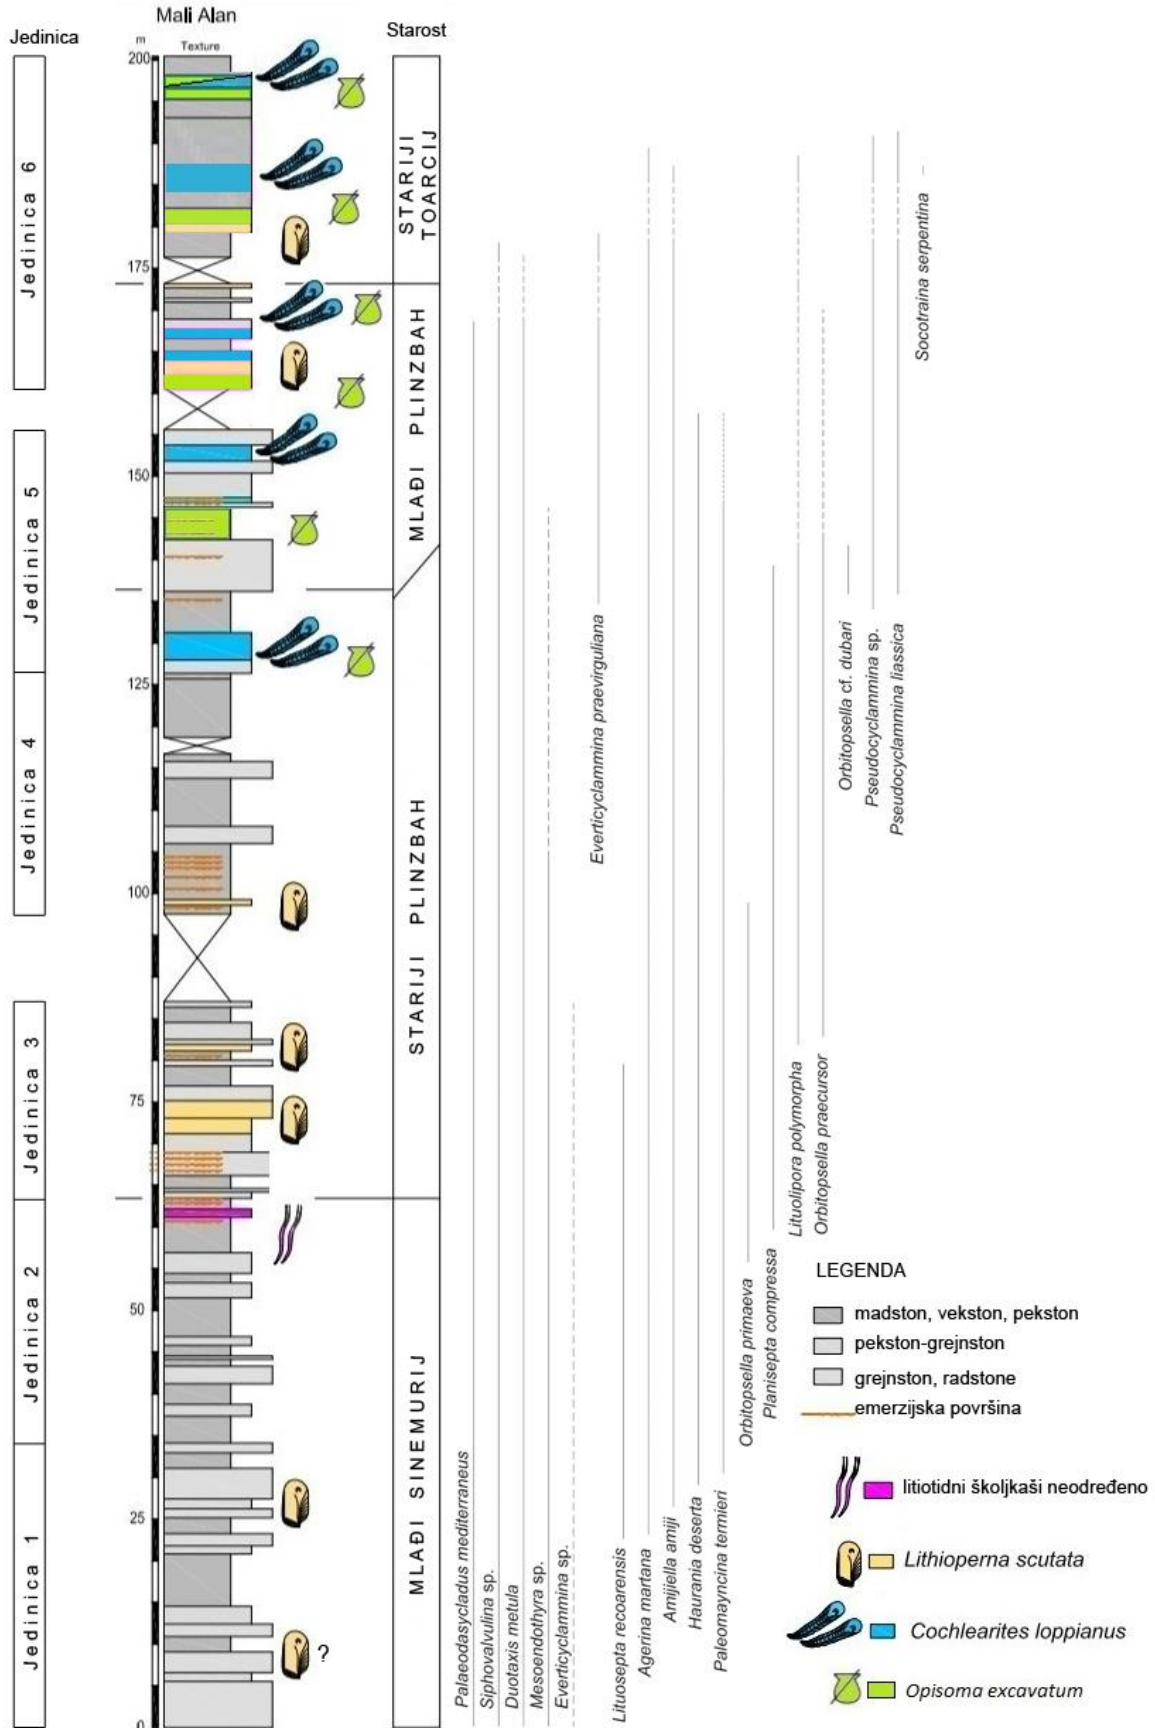 Mali Alan
Jedinica
m
Texture
Starost
200
175
150
125
100
75
50
25
0
Jedinica 6
Jedinica 5
Jedinica 4
Jedinica 3
Jedinica 2
Jedinica 1
?
STARIJI
TOARCIJ
MLAĐI PLINZBAH
STARIJI PLINZBAH
MLAĐI SINEMURIJ
Palaeodasycladus mediterraneus
Siphovalvulina sp.
Duotaxis metula
Mesoendothyra sp.
Everticyclammina sp.
Everticyclammina praevirguliana
Lituosepta recoarensis
Agerina martana
Amijiella amiji
Haurania deserta
Paleomayncina termieri
Orbitopsella primaeva
Planisepta compressa
Lituolipora polymorpha
Orbitopsella praecursor
Orbitopsella cf. dubari
Pseudocyclammina sp.
Pseudocyclammina liassica
Socotraina serpentina
LEGENDA
madston, vekston, pekston
pekston-grejnston
grejnston, radstone
emerzijska površina
litiotidni školjkaši neodređeno
Lithioperna scutata
Cochlearites loppianus
Opisoma excavatum